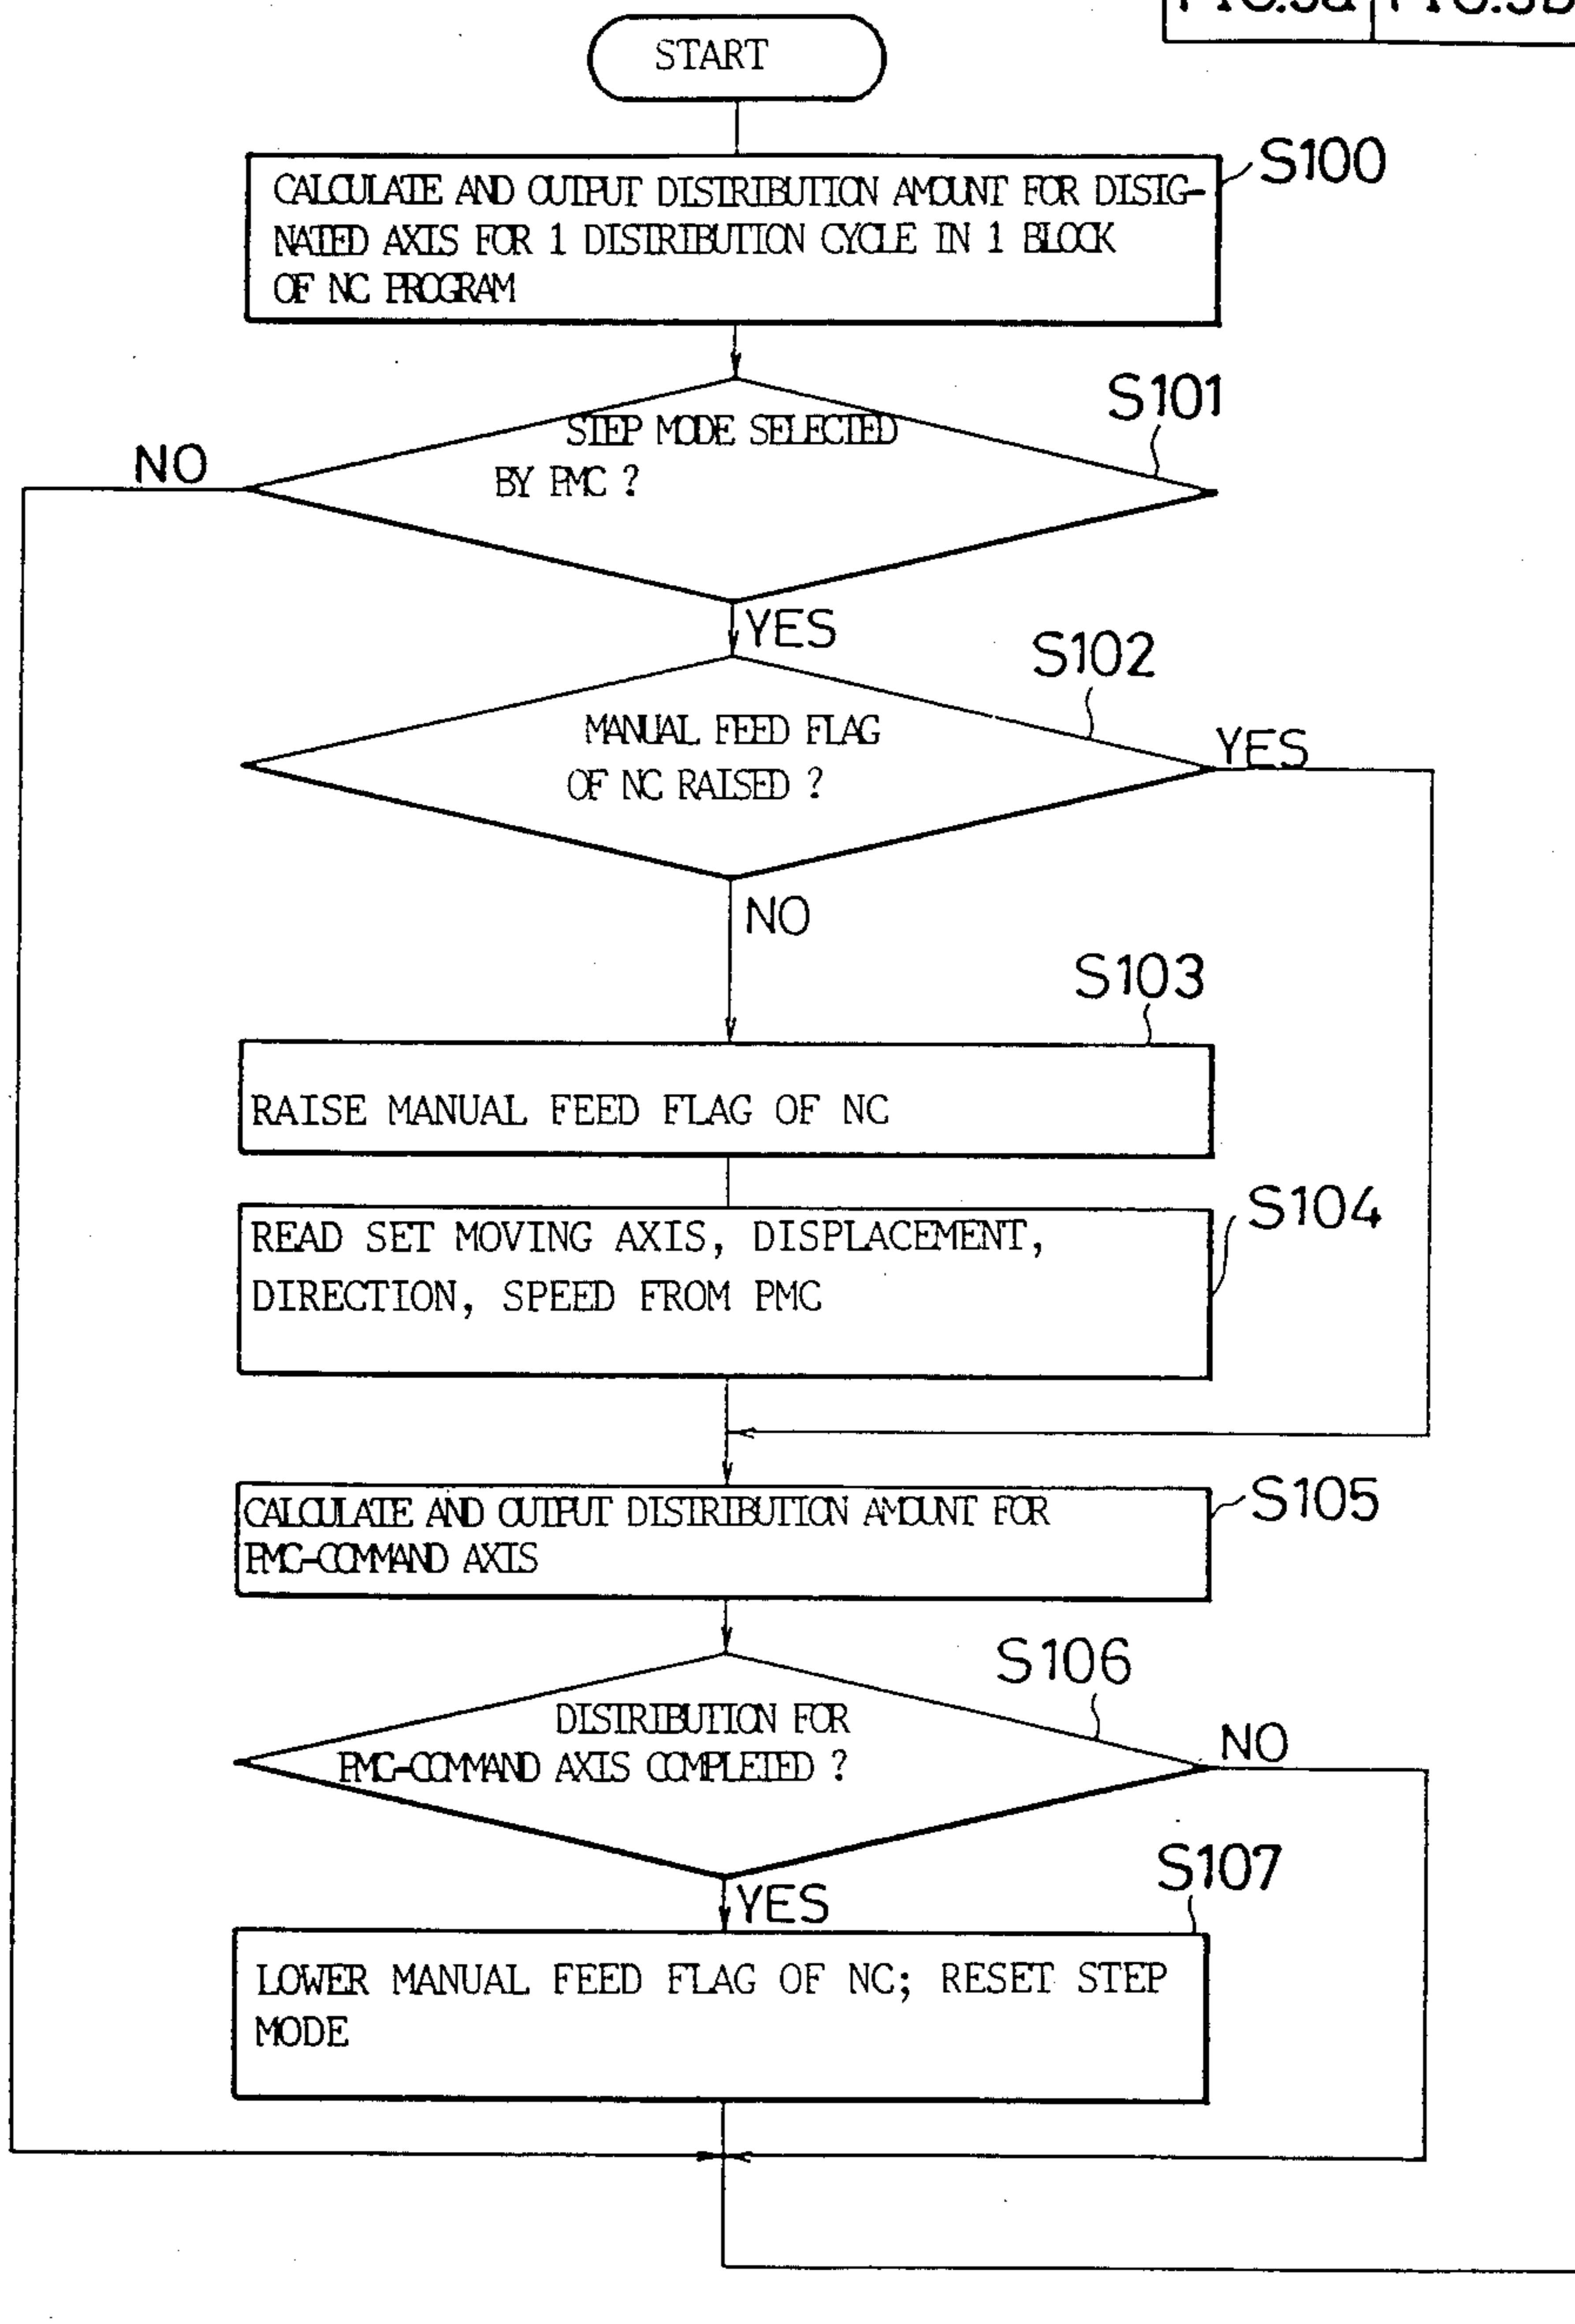 FIG.3a FIG.3b
START
S100
CALCULATE AND OUTPUT DISTRIBUTION AMOUNT FOR DISIG-
NATED AXIS FOR 1 DISTRIBUTION CYCLE IN 1 BLOCK
OF NC PROGRAM
S101
STEP MODE SELECTED
BY PMC ?
NO
YES
S102
MANUAL FEED FLAG
OF NC RAISED ?
YES
NO
S103
RAISE MANUAL FEED FLAG OF NC
S104
READ SET MOVING AXIS, DISPLACEMENT,
DIRECTION, SPEED FROM PMC
S105
CALCULATE AND OUTPUT DISTRIBUTION AMOUNT FOR
PMC-COMMAND AXIS
S106
DISTRIBUTION FOR
PMC-COMMAND AXIS COMPLETED ?
NO
YES
S107
LOWER MANUAL FEED FLAG OF NC; RESET STEP
MODE